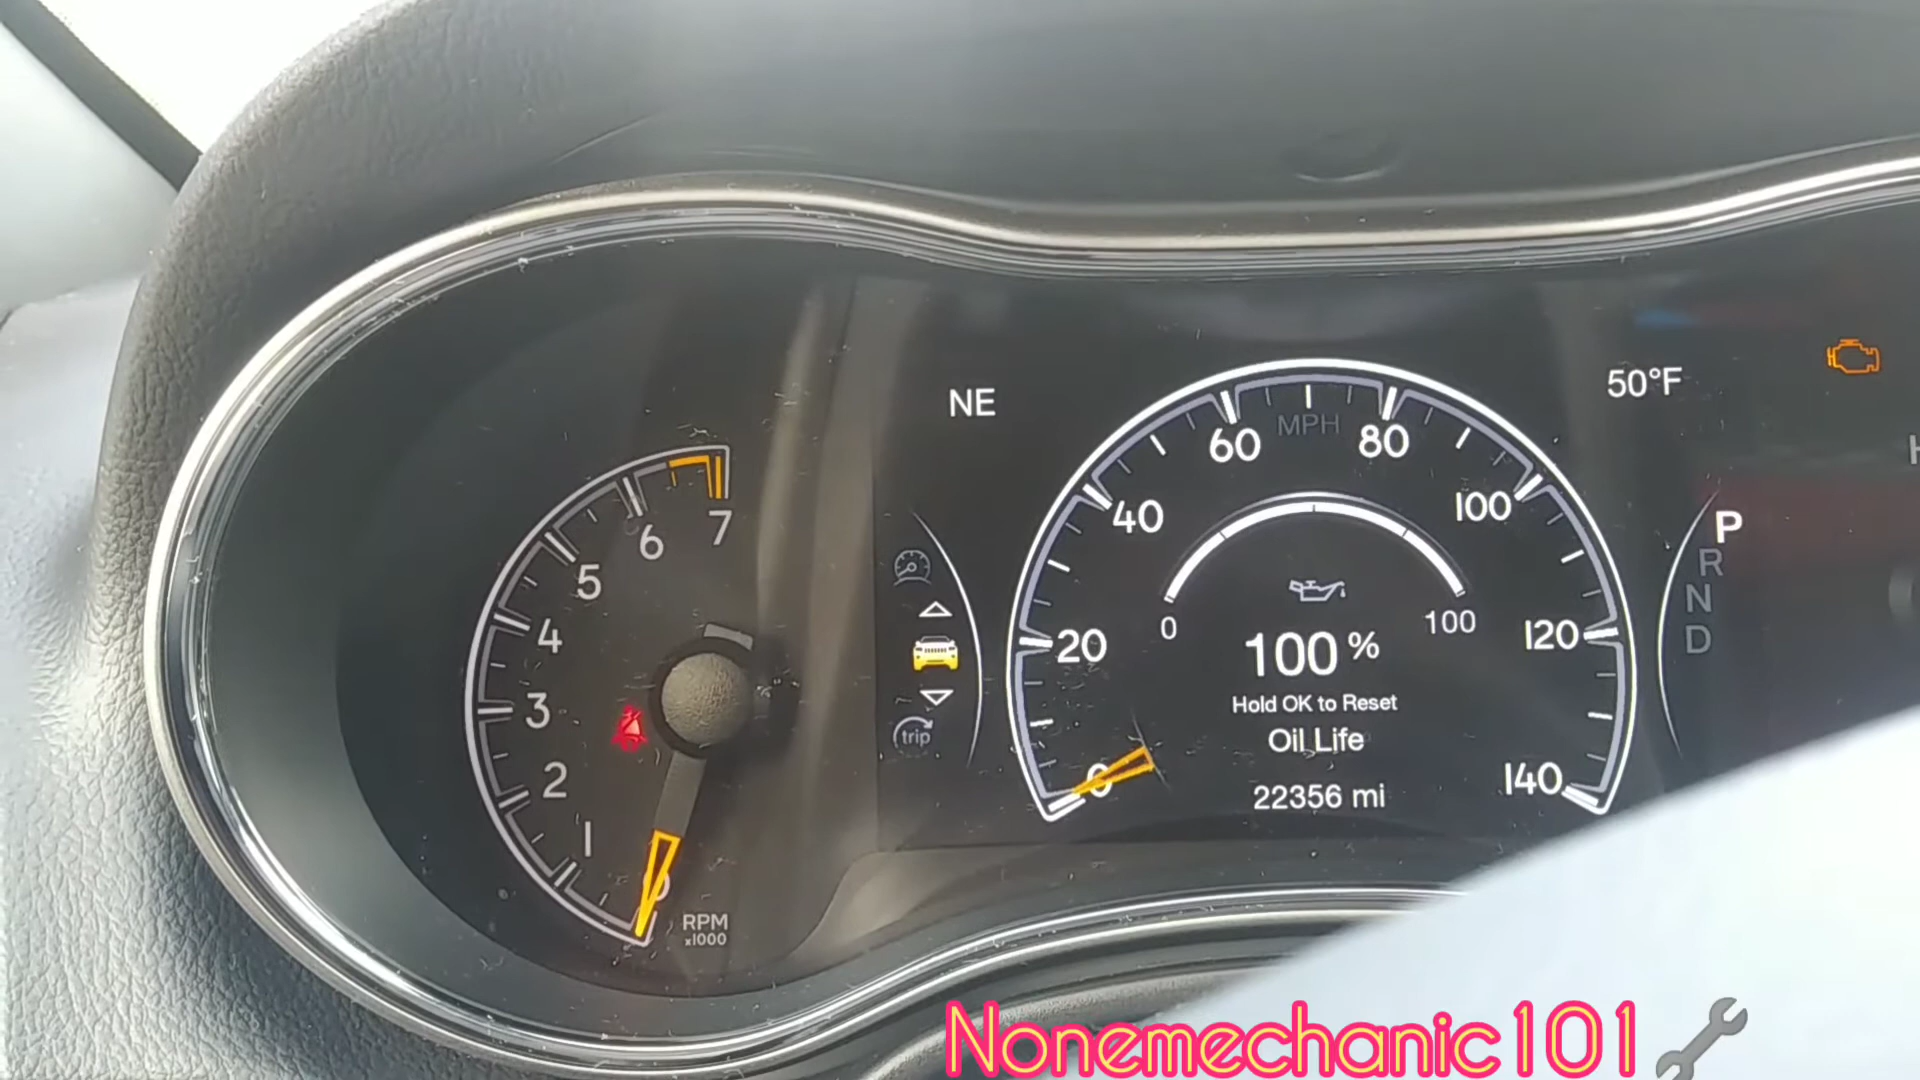 NE
50°F
MPH
0
20
40
60
80
100
120
140
7
6
5
4
3
2
1
RPM
x1000
0
100
100 %
Hold OK to Reset
Oil Life
22356 mi
trip
P
R
N
D
H
Nonemechanic101